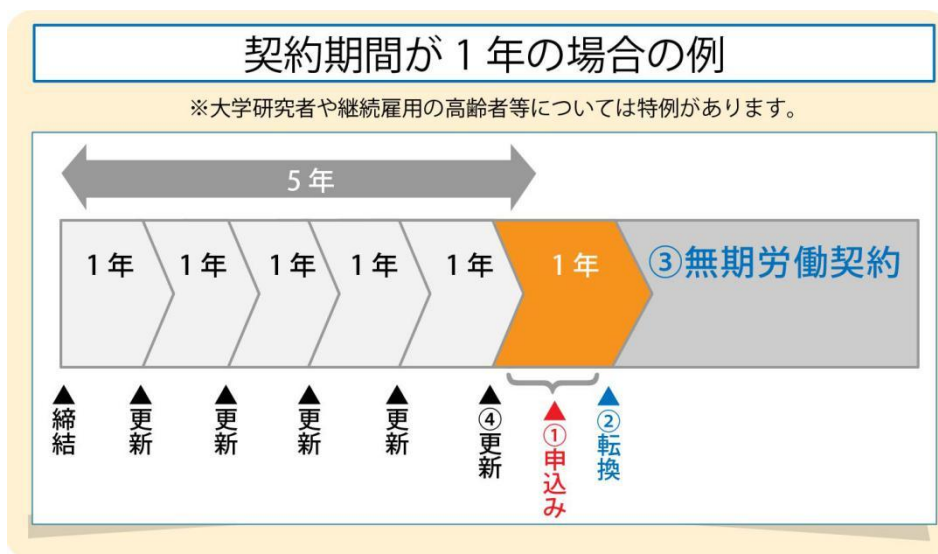 契約期間が１年の場合の例
※大学研究者や継続雇用の高齢者等については特例があります。
５年
１年
１年
１年
１年
１年
１年
③無期労働契約
▲締結
▲更新
▲更新
▲更新
▲更新
▲④更新
▲①申込み
▲②転換